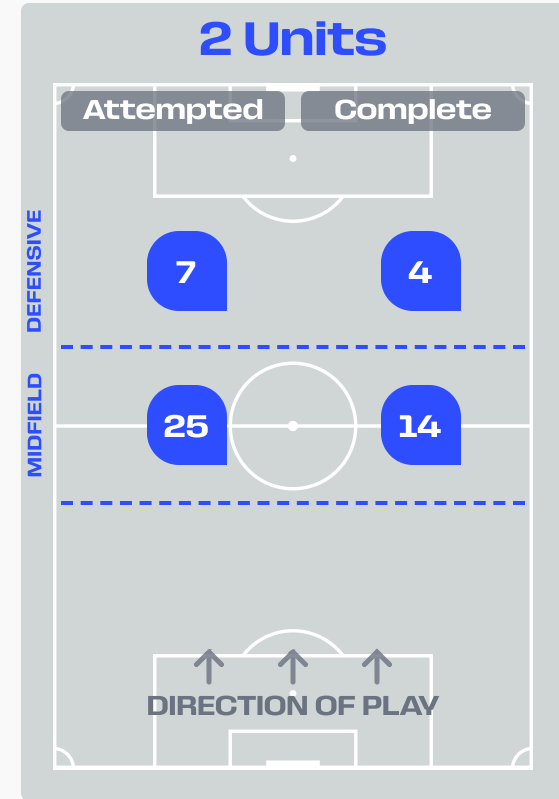 2 Units
Attempted Complete
DEFENSIVE
7 4
MIDFIELD
25 14
DIRECTION OF PLAY